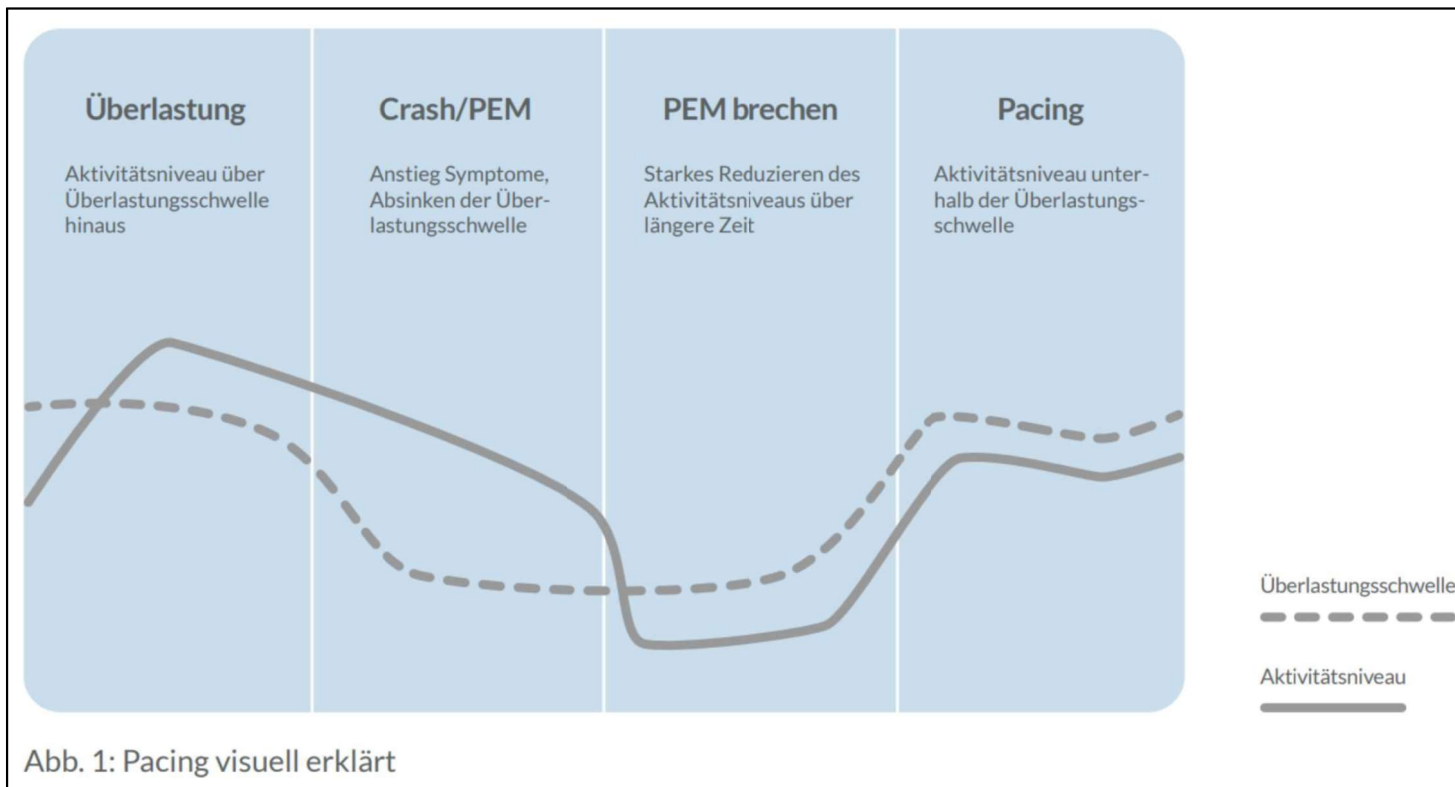 Überlastung
Aktivitätsniveau über
Überlastungsschwelle
hinaus
Crash/PEM
Anstieg Symptome,
Absinken der Über-
lastungsschwelle
PEM brechen
Starkes Reduzieren des
Aktivitätsniveaus über
längere Zeit
Pacing
Aktivitätsniveau unter-
halb der Überlastungs-
schwelle
Überlastungsschwelle
Aktivitätsniveau
Abb. 1: Pacing visuell erklärt